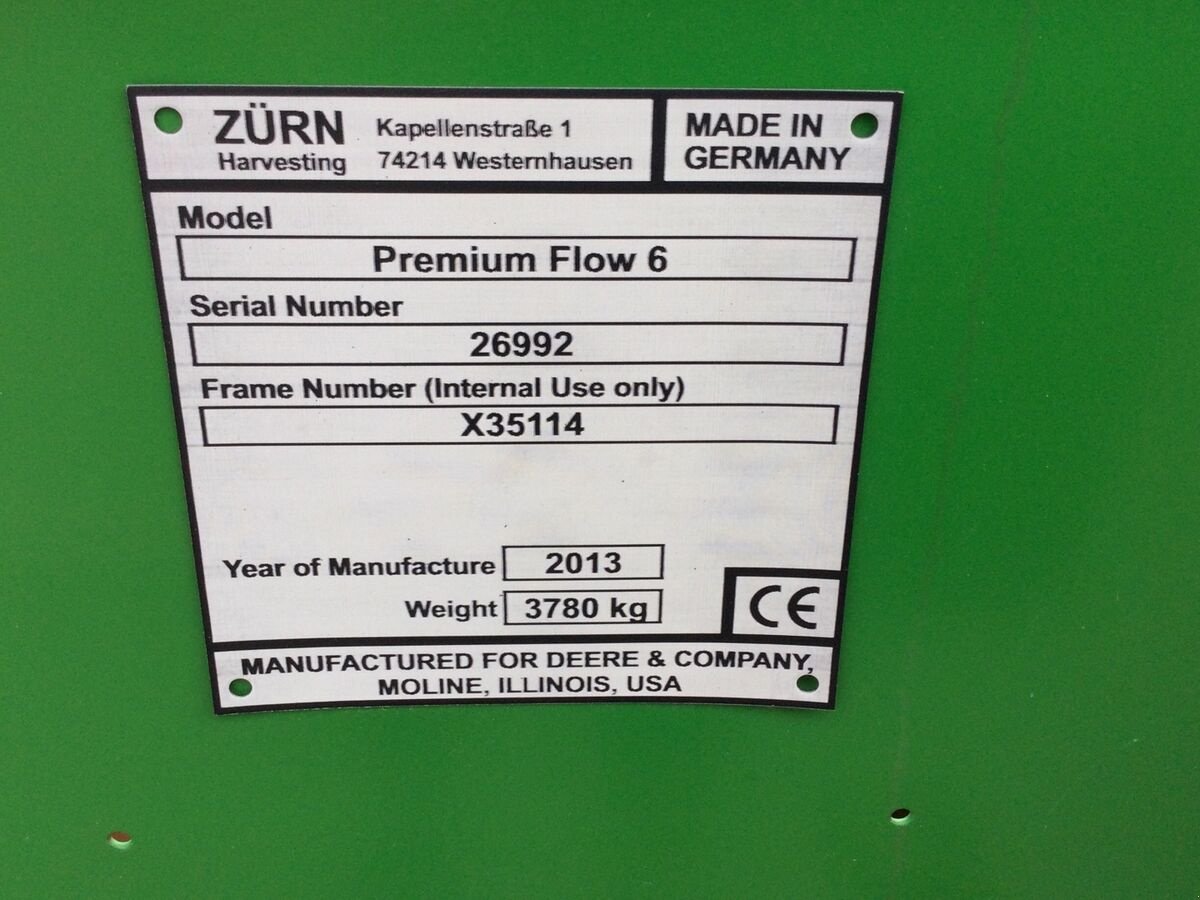 ZÜRN
Harvesting
Kapellenstraße 1
74214 Westernhausen
MADE IN
GERMANY
Model
Premium Flow 6
Serial Number
26992
Frame Number (Internal Use only)
X35114
Year of Manufacture 2013
Weight 3780 kg
CE
MANUFACTURED FOR DEERE & COMPANY,
MOLINE, ILLINOIS, USA